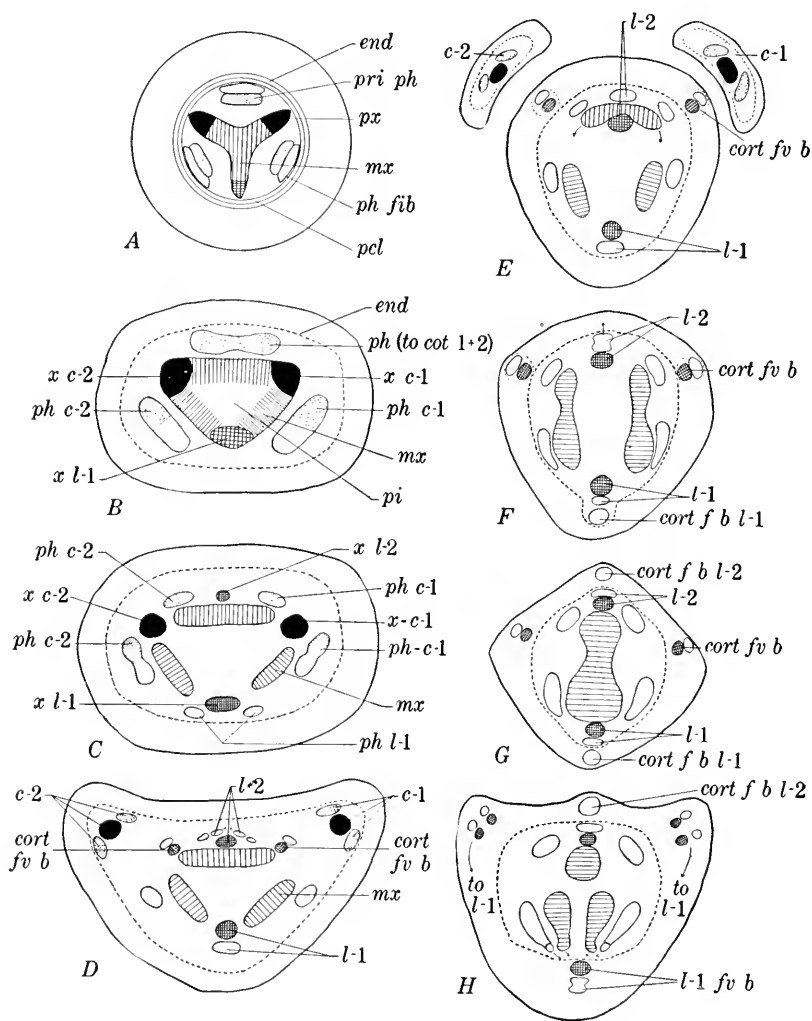 end
pri ph
px
mx
ph fib
pcl
A
end
ph (to cot 1+2)
x c-2
x c-1
ph c-2
ph c-1
mx
x l-1
pi
B
x l-2
ph c-2
ph c-1
x c-2
x-c-1
ph c-2
ph-c-1
x l-1
mx
ph l-1
C
l-2
c-2
c-1
cort
fv b
cort
fv b
mx
l-1
D
l-2
c-2
c-1
cort fv b
l-1
E
l-2
cort fv b
l-1
cort f b l-1
F
cort f b l-2
l-2
cort fv b
l-1
cort f b l-1
G
cort f b l-2
to
l-1
to
l-1
l-1 fv b
H